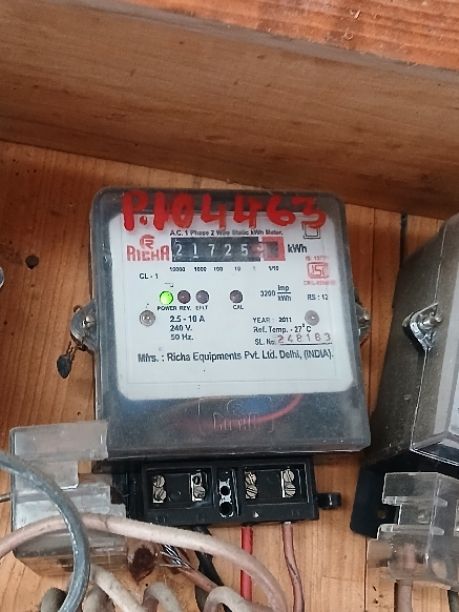 P.104463
A.C. 1 Phase 2 Wire Static kWh Meter.
RICHA
21725
kWh
10000 1000 100 10 1 1/10
CL - 1
POWER REV. E/LT CAL
3200 Imp/kWh
RS : 12
2.5 - 10 A
240 V.
50 Hz.
YEAR : 2011
Ref. Temp. - 27°C
SL. No. 248183
Mfrs. : Richa Equipments Pvt. Ltd. Delhi, (INDIA).